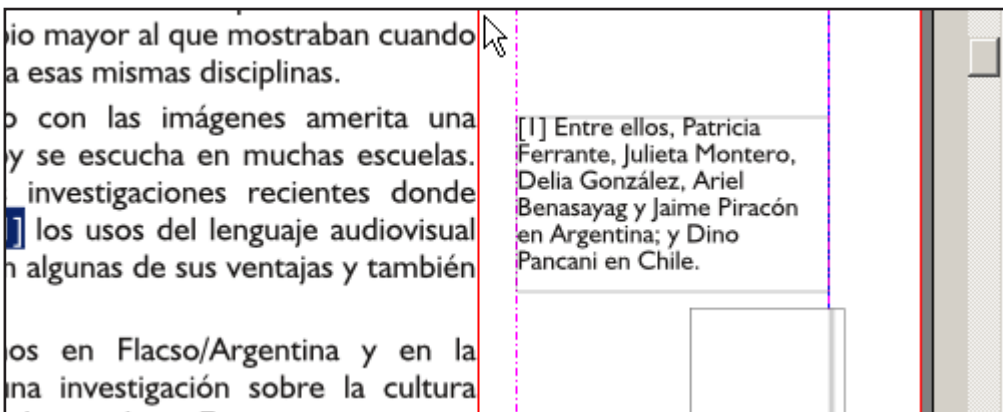 mayor al que mostraban cuando
a esas mismas disciplinas.
con las imágenes amerita una
se escucha en muchas escuelas.
investigaciones recientes donde
] los usos del lenguaje audiovisual
algunas de sus ventajas y también
en Flacso/Argentina y en la
investigación sobre la cultura
[1] Entre ellos, Patricia
Ferrante, Julieta Montero,
Delia González, Ariel
Benasayag y Jaime Piracón
en Argentina; y Dino
Pancani en Chile.